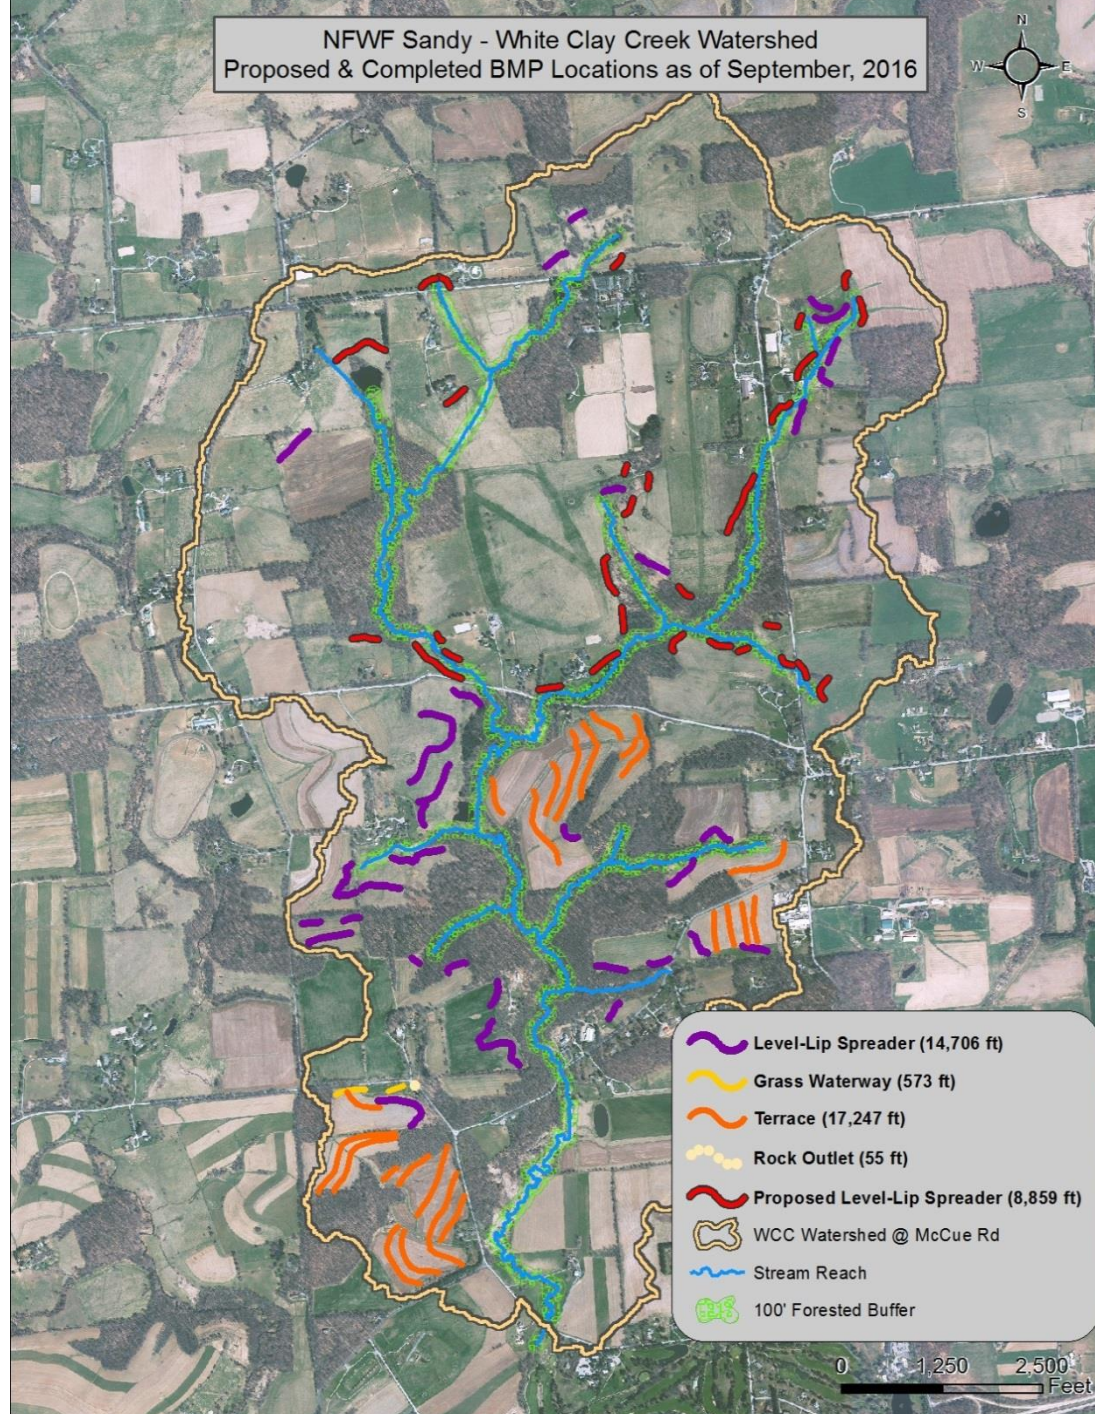 NFWF Sandy - White Clay Creek Watershed
Proposed & Completed BMP Locations as of September, 2016
N
W E
S
Level-Lip Spreader (14,706 ft)
Grass Waterway (573 ft)
Terrace (17,247 ft)
Rock Outlet (55 ft)
Proposed Level-Lip Spreader (8,859 ft)
WCC Watershed @ McCue Rd
Stream Reach
100' Forested Buffer
0 1,250 2,500
Feet